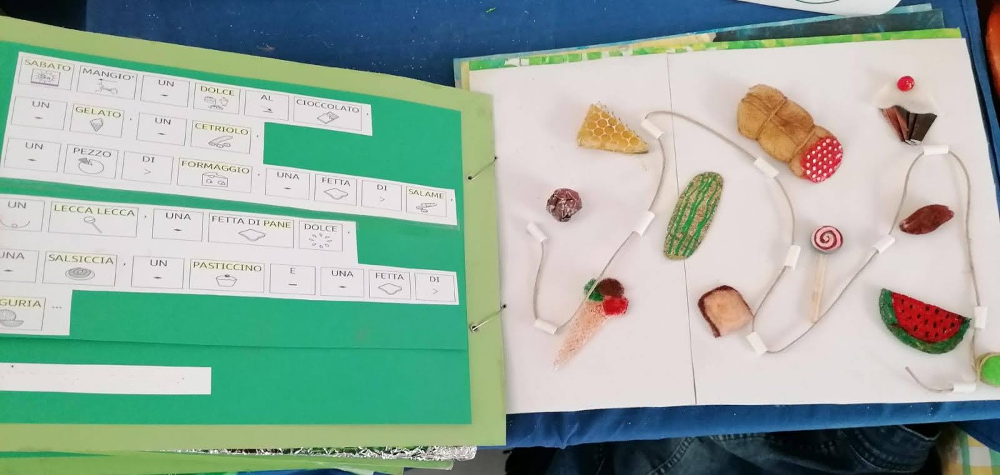 SABATO MANGIO' UN DOLCE AL CIOCCOLATO,
UN GELATO, UN CETRIOLO,
UN PEZZO DI FORMAGGIO, UNA FETTA DI SALAME,
UN LECCA LECCA, UNA FETTA DI PANE DOLCE,
UNA SALSICCIA, UN PASTICCINO E UNA FETTA DI
GURIA ...